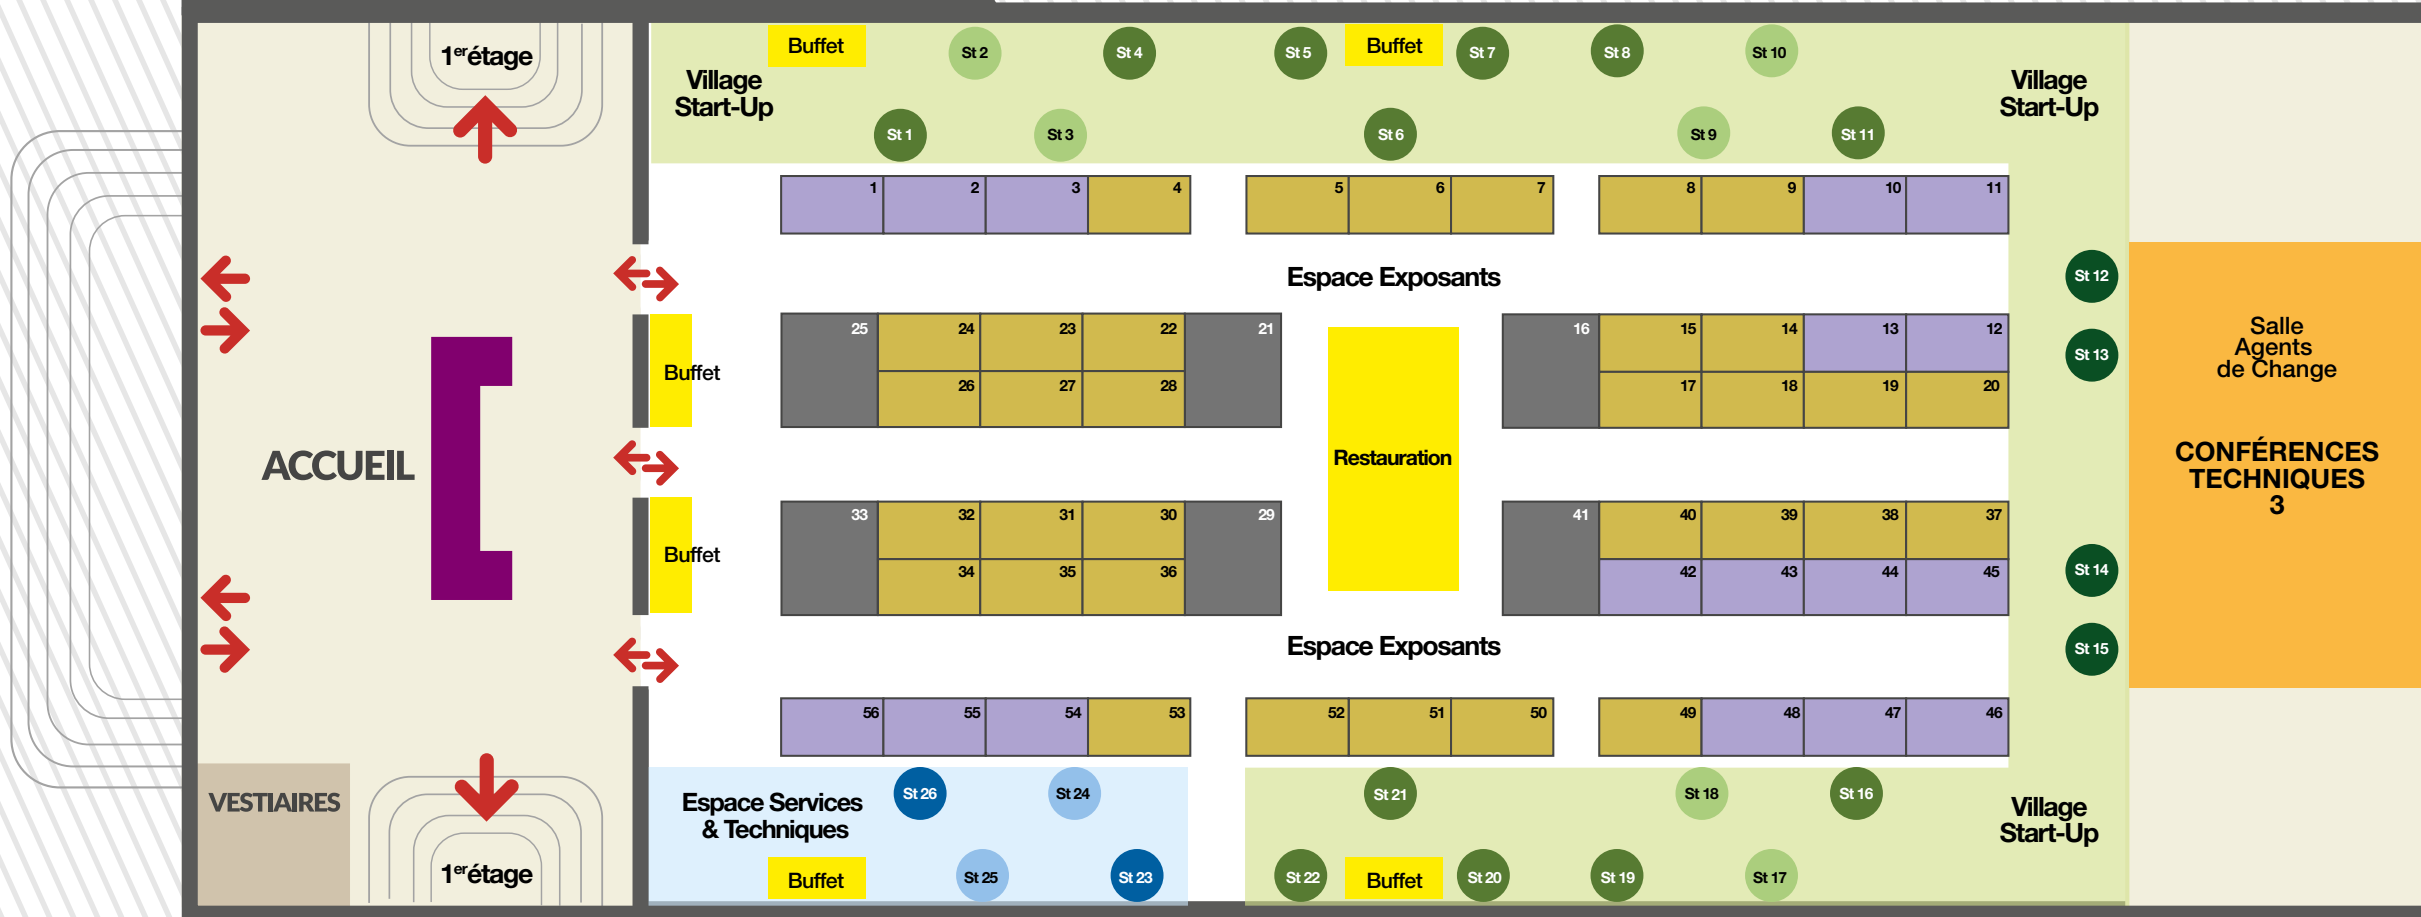 1er étage
Buffet
St 2
St 4
St 5
Buffet
St 7
St 8
St 10
Village
Start-Up
Village
Start-Up
St 1
St 3
St 6
St 9
St 11
1 2 3 4 5 6 7 8 9 10 11
Espace Exposants
St 12
25 24 23 22 21 16 15 14 13 12
St 13
Buffet
26 27 28 17 18 19 20
Salle
Agents
de Change
ACCUEIL
Restauration
CONFÉRENCES
TECHNIQUES
3
33 32 31 30 29 41 40 39 38 37
Buffet
34 35 36 42 43 44 45
St 14
Espace Exposants
St 15
56 55 54 53 52 51 50 49 48 47 46
VESTIAIRES
Espace Services
& Techniques
St 26
St 24
St 21
St 18
St 16
Village
Start-Up
1er étage
Buffet
St 25
St 23
St 22
Buffet
St 20
St 19
St 17